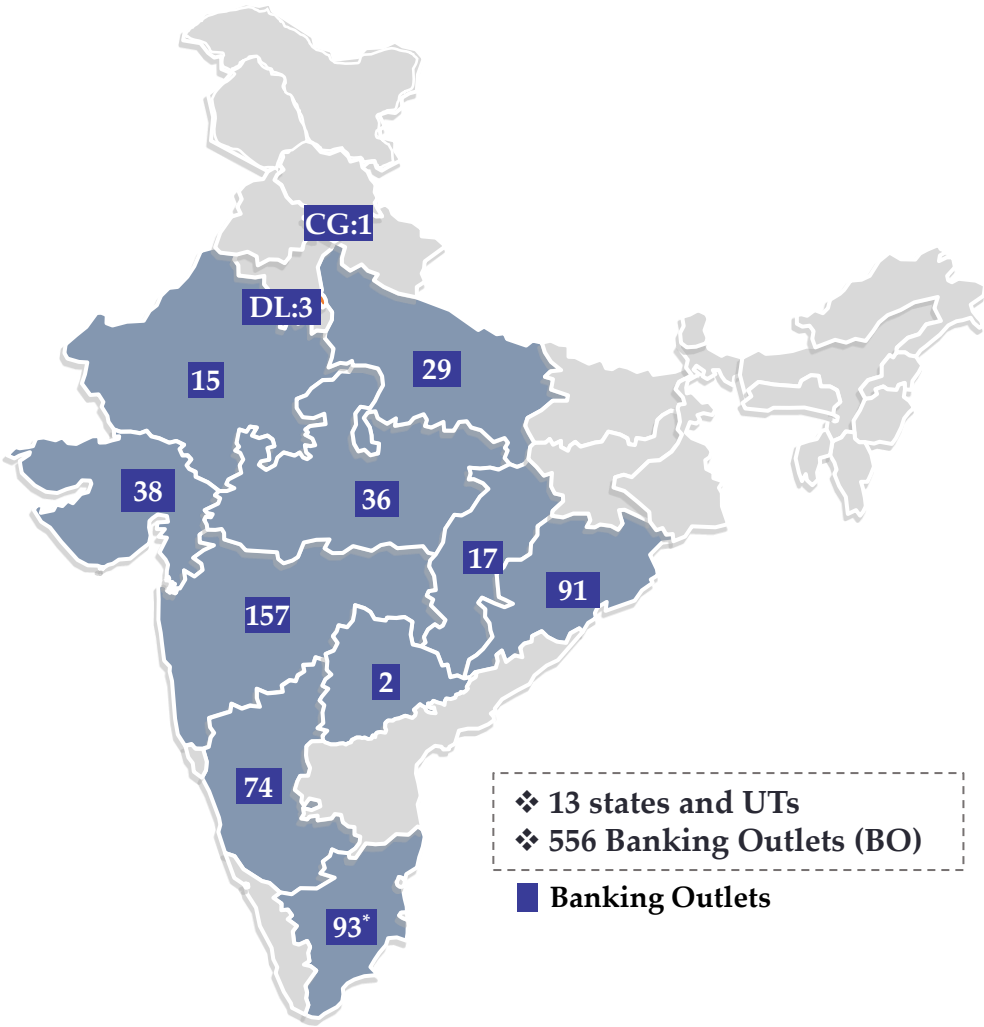 CG:1
DL:3
15
29
38
36
17
91
157
2
74
❖ 13 states and UTs
❖ 556 Banking Outlets (BO)
Banking Outlets
93*